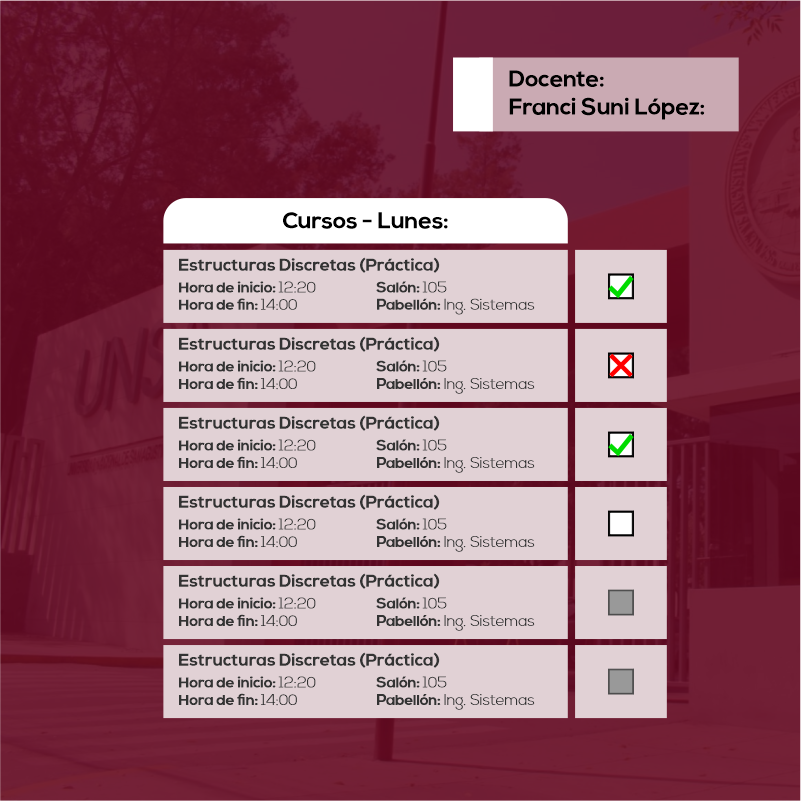 Docente:
Franci Suni López:
Cursos - Lunes:
Estructuras Discretas (Práctica)
Hora de inicio: 12:20 Salón: 105
Hora de fin: 14:00 Pabellón: Ing. Sistemas
Estructuras Discretas (Práctica)
Hora de inicio: 12:20 Salón: 105
Hora de fin: 14:00 Pabellón: Ing. Sistemas
Estructuras Discretas (Práctica)
Hora de inicio: 12:20 Salón: 105
Hora de fin: 14:00 Pabellón: Ing. Sistemas
Estructuras Discretas (Práctica)
Hora de inicio: 12:20 Salón: 105
Hora de fin: 14:00 Pabellón: Ing. Sistemas
Estructuras Discretas (Práctica)
Hora de inicio: 12:20 Salón: 105
Hora de fin: 14:00 Pabellón: Ing. Sistemas
Estructuras Discretas (Práctica)
Hora de inicio: 12:20 Salón: 105
Hora de fin: 14:00 Pabellón: Ing. Sistemas